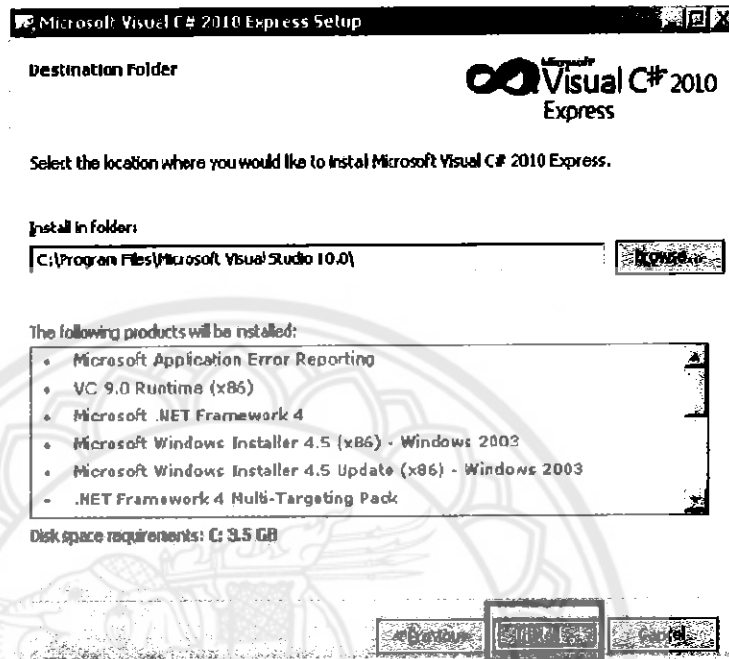 Microsoft Visual C# 2010 Express Setup
Destination Folder
Microsoft
Visual C# 2010
Express
Select the location where you would like to install Microsoft Visual C# 2010 Express.
Install in folder:
C:\Program Files\Microsoft Visual Studio 10.0\
Browse...
The following products will be installed:
• Microsoft Application Error Reporting
• VC 9.0 Runtime (x86)
• Microsoft .NET Framework 4
• Microsoft Windows Installer 4.5 (x86) - Windows 2003
• Microsoft Windows Installer 4.5 Update (x86) - Windows 2003
• .NET Framework 4 Multi-Targeting Pack
Disk space requirements: C: 3.5 GB
< Previous
Cancel